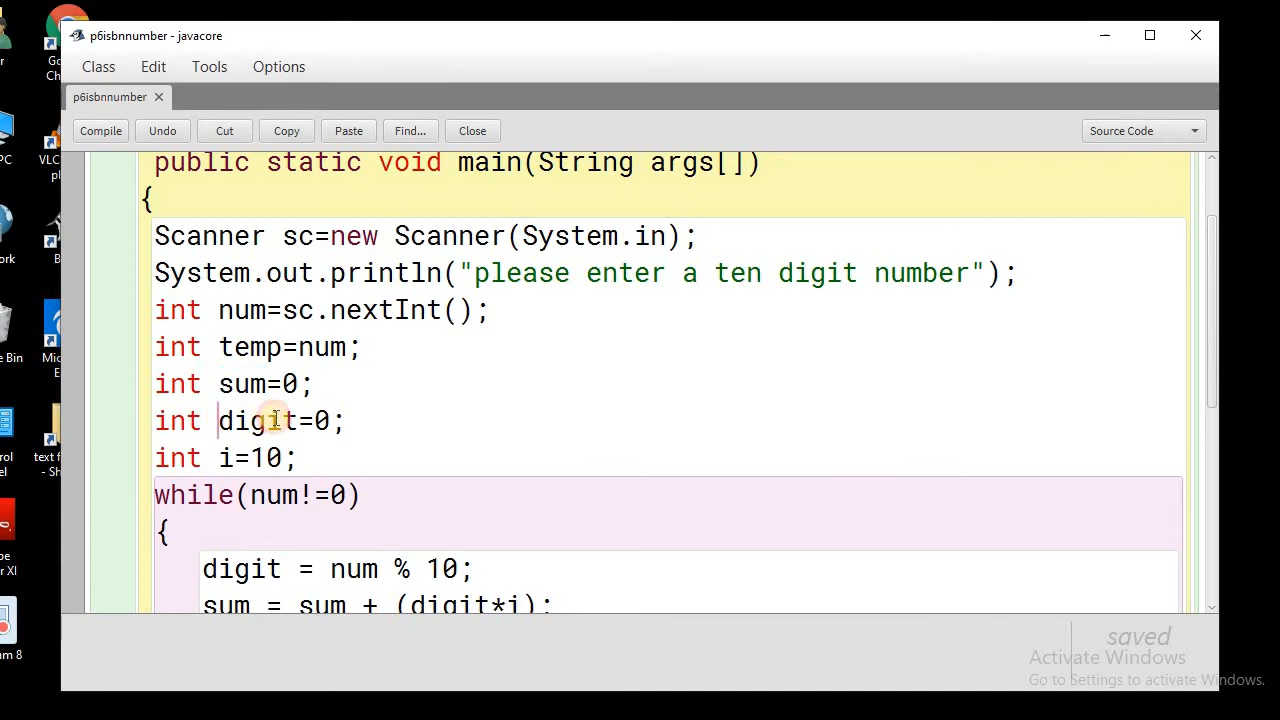 p6isbnnumber - javacore
Class Edit Tools Options
p6isbnnumber
Compile Undo Cut Copy Paste Find... Close Source Code
public static void main(String args[])
{
Scanner sc=new Scanner(System.in);
System.out.println("please enter a ten digit number");
int num=sc.nextInt();
int temp=num;
int sum=0;
int digit=0;
int i=10;
while(num!=0)
{
digit = num % 10;
sum = sum + (digit*i);
saved
Activate Windows
Go to Settings to activate Windows.